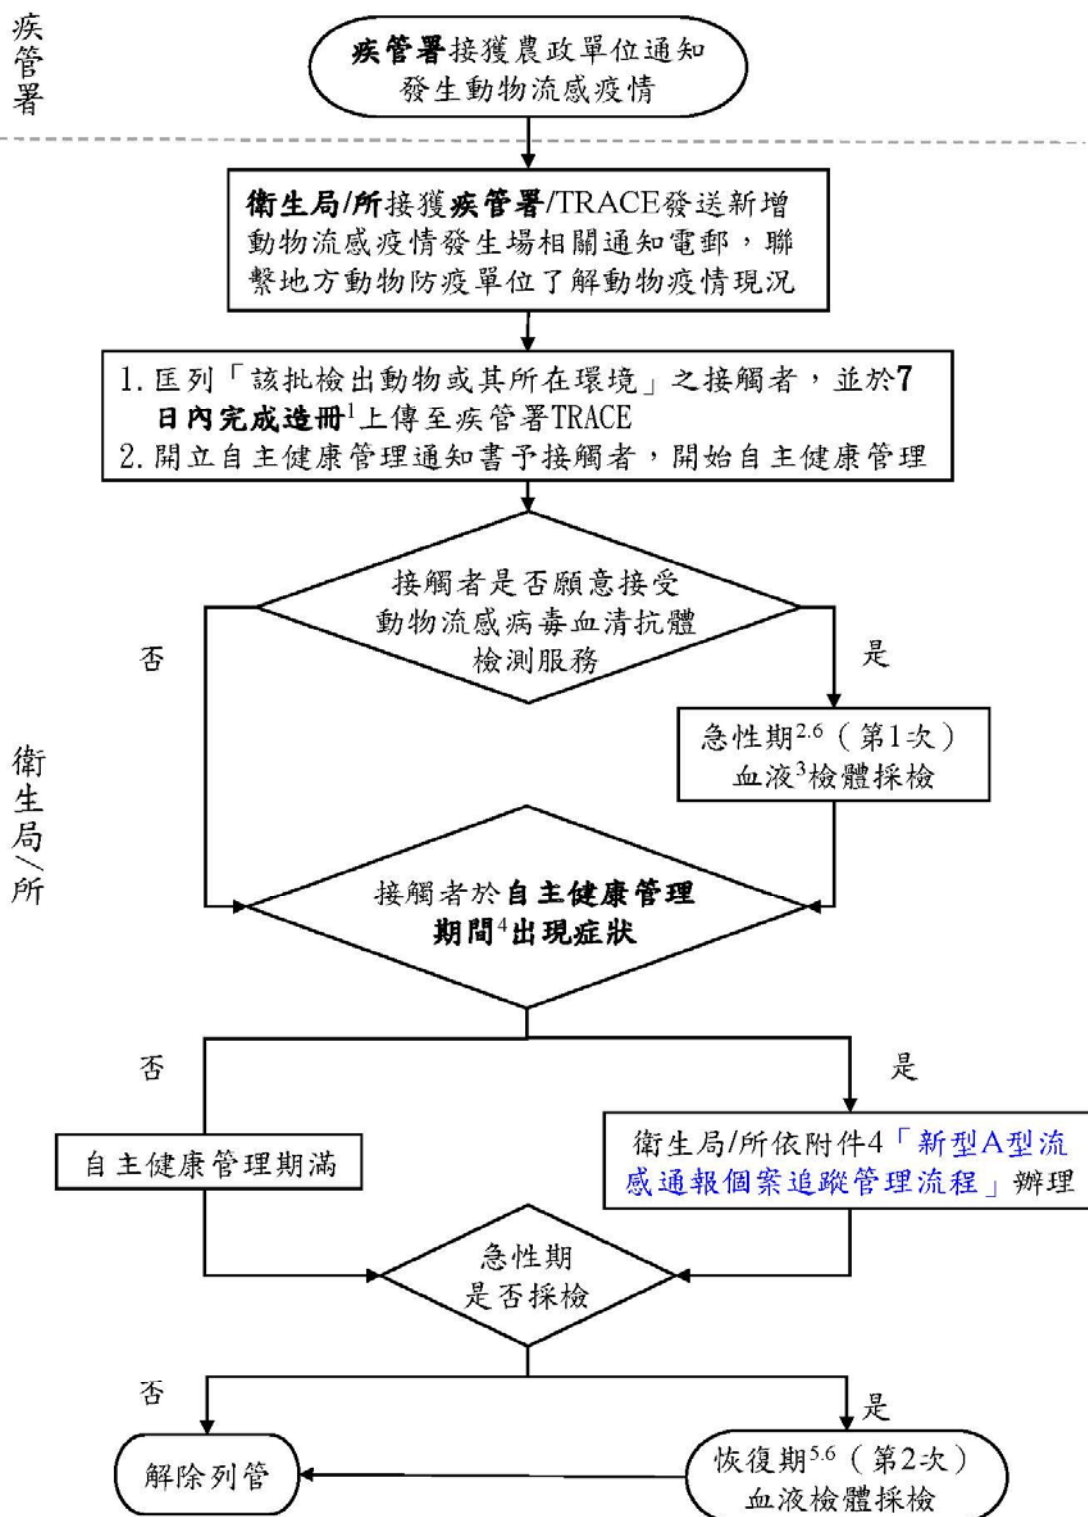 疾管署
疾管署接獲農政單位通知
發生動物流感疫情
衛生局/所接獲疾管署/TRACE發送新增
動物流感疫情發生場相關通知電郵，聯
繫地方動物防疫單位了解動物疫情現況
1. 匡列「該批檢出動物或其所在環境」之接觸者，並於7
日內完成造冊1上傳至疾管署TRACE
2. 開立自主健康管理通知書予接觸者，開始自主健康管理
接觸者是否願意接受
動物流感病毒血清抗體
檢測服務
否
是
急性期2.6（第1次）
血液3檢體採檢
衛生局/所
接觸者於自主健康管理
期間4出現症狀
否
是
自主健康管理期滿
衛生局/所依附件4「新型A型流
感通報個案追蹤管理流程」辦理
急性期
是否採檢
否
是
解除列管
恢復期5.6（第2次）
血液檢體採檢